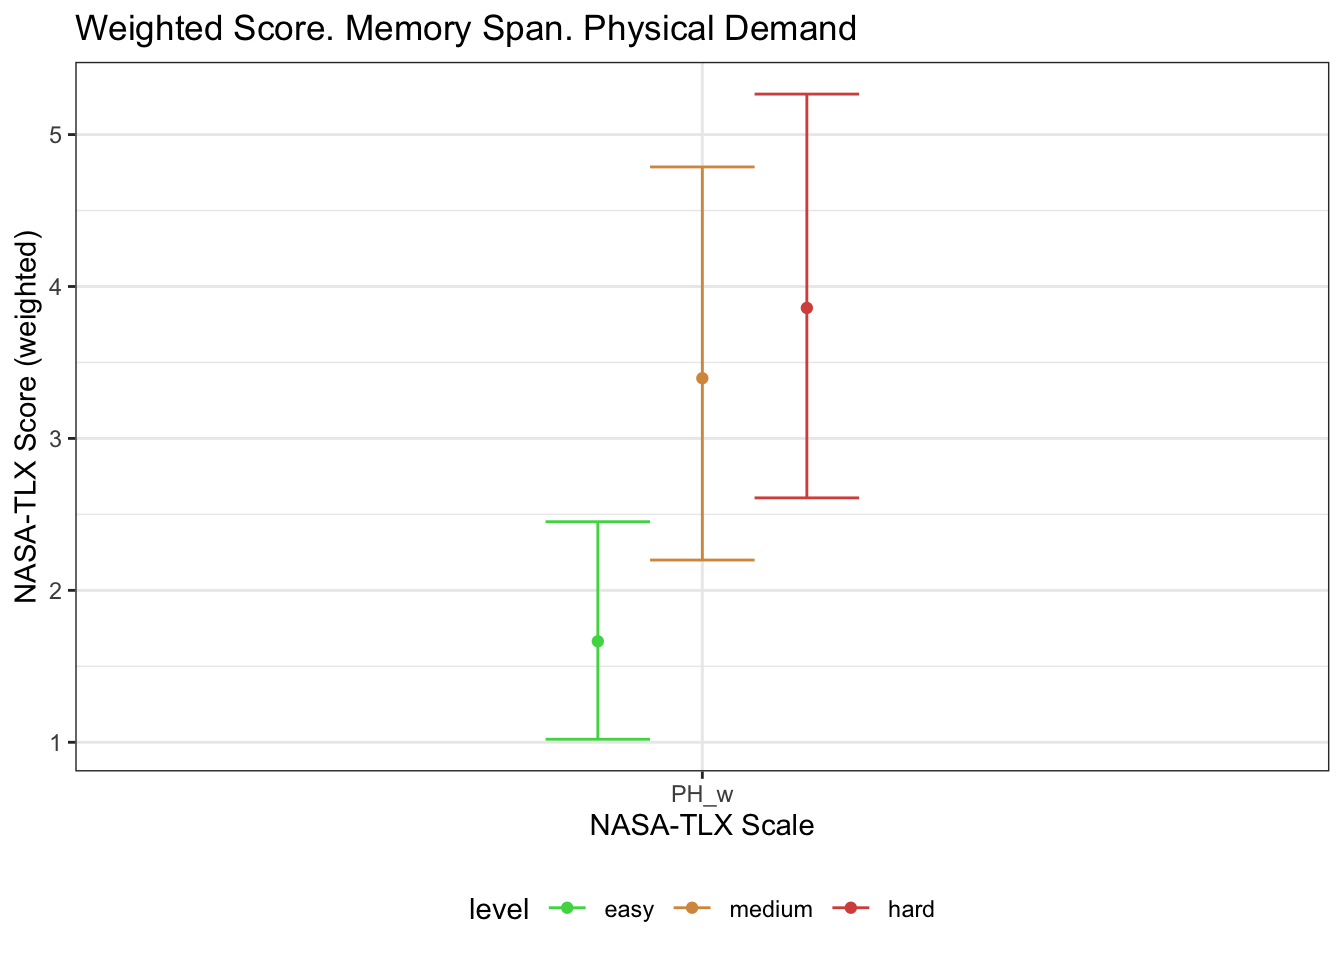 Weighted Score. Memory Span. Physical Demand
NASA-TLX Score (weighted)
5
4
3
2
1
PH_w
NASA-TLX Scale
level easy medium hard